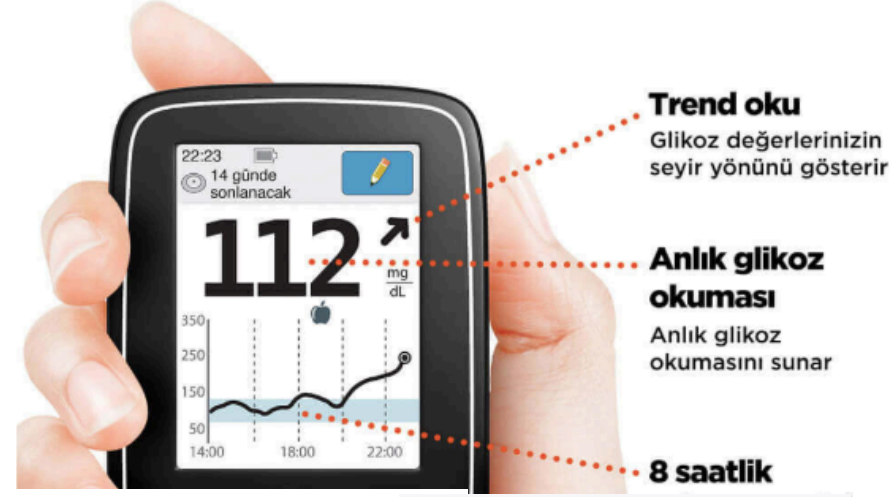 22:23
14 günde
sonlanacak
112
mg
dL
350
250
150
50
14:00
18:00
22:00
Trend oku
Glikoz değerlerinizin
seyir yönünü gösterir
Anlık glikoz
okuması
Anlık glikoz
okumasını sunar
8 saatlik